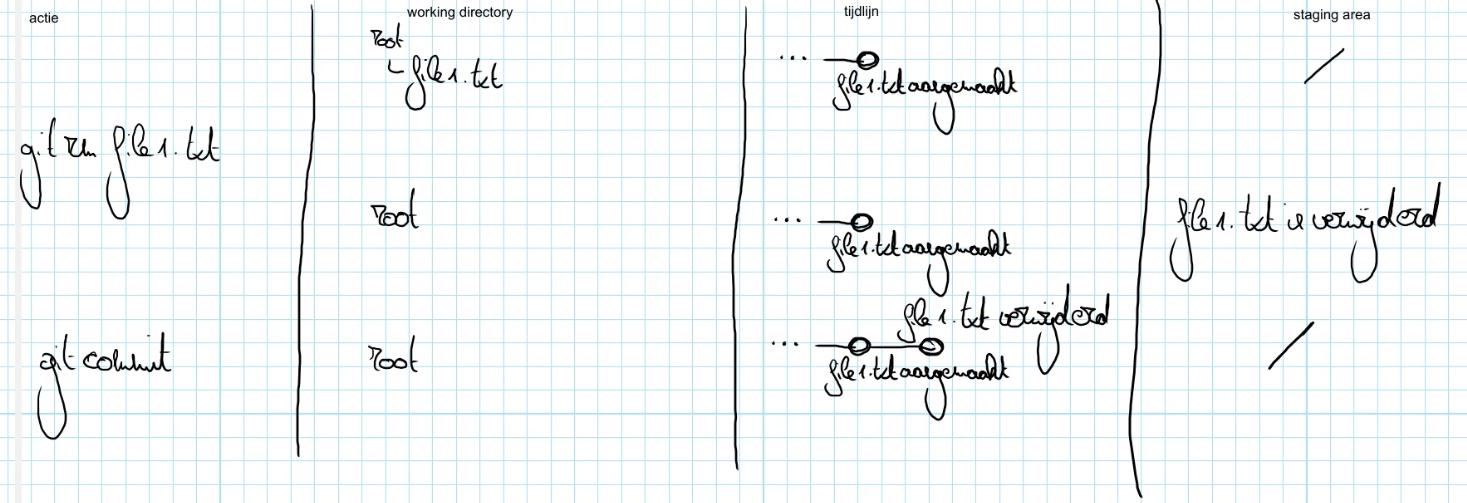 actie working directory tijdlijn staging area
root
└ file1.txt ... /
file1.txt aangemaakt
git rm file1.txt
root ... file1.txt is verwijderd
file1.txt aangemaakt
file1.txt verwijderd
git commit root ... /
file1.txt aangemaakt